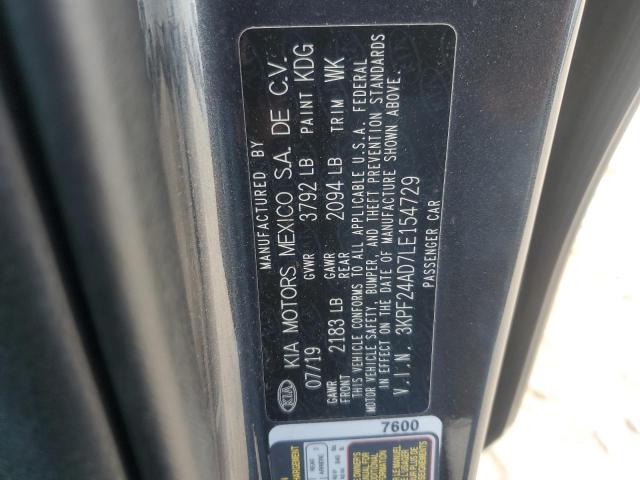 MANUFACTURED BY
KIA KIA MOTORS MEXICO S.A. DE C.V.
07/19 GVWR 3792 LB PAINT KDG
GAWR FRONT 2183 LB GAWR REAR 2094 LB TRIM WK
THIS VEHICLE CONFORMS TO ALL APPLICABLE U.S.A. FEDERAL
MOTOR VEHICLE SAFETY, BUMPER, AND THEFT PREVENTION STANDARDS
IN EFFECT ON THE DATE OF MANUFACTURE SHOWN ABOVE.
V.I.N. 3KPF24AD7LE154729
PASSENGER CAR
7600